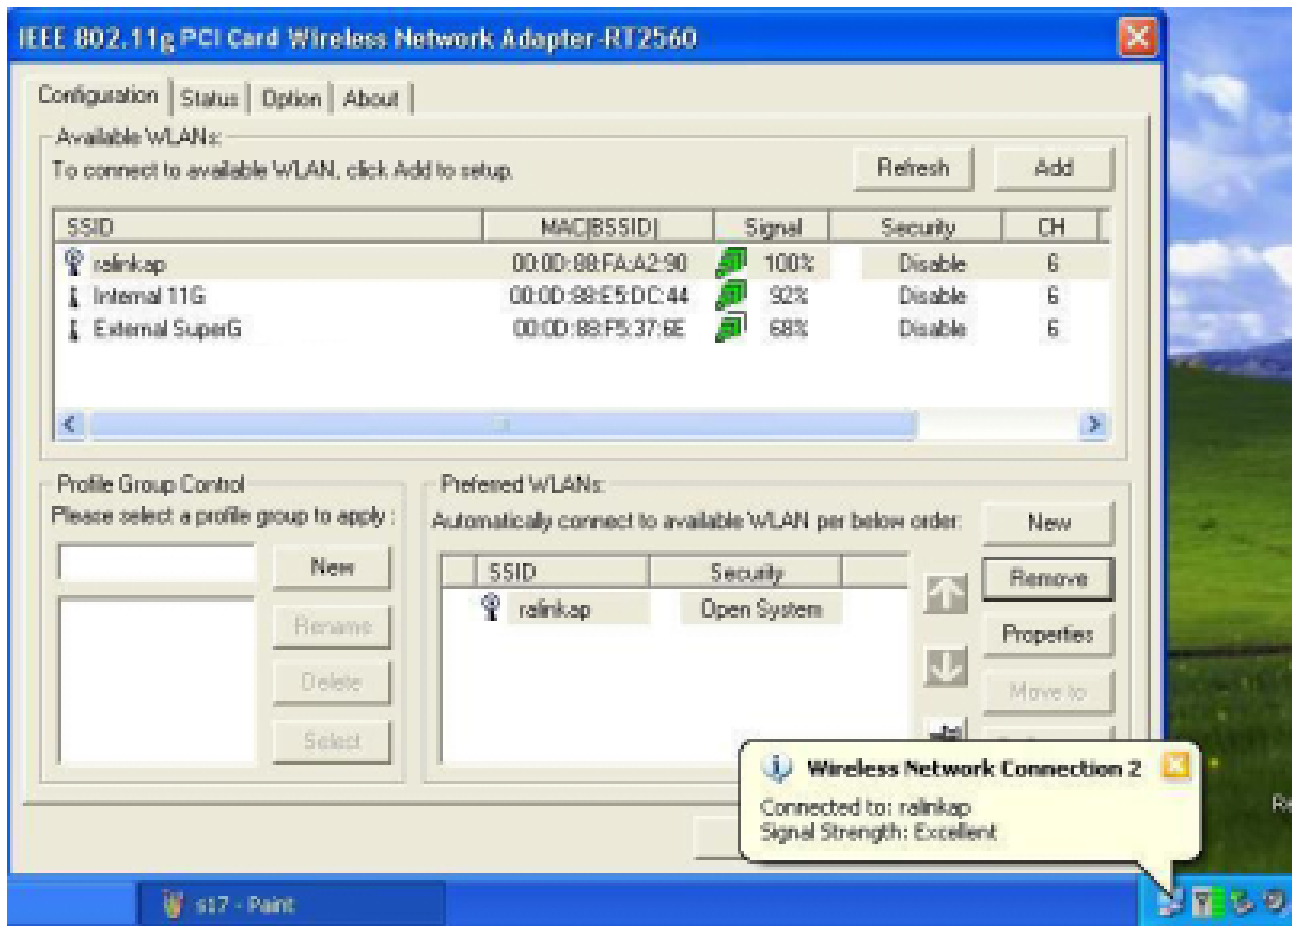 IEEE 802.11g PCI Card Wireless Network Adapter-RT2560
Configuration Status Option About
Available WLANs:
To connect to available WLAN, click Add to setup.
Refresh Add
SSID MAC(BSSID) Signal Security CH
ralinkap 00:0D:88:FA:A2:90 100% Disable 6
Internal 11G 00:0D:88:E5:DC:44 92% Disable 6
External SuperG 00:0D:88:F5:37:6E 68% Disable 6
Profile Group Control
Please select a profile group to apply :
New
Rename
Delete
Select
Preferred WLANs:
Automatically connect to available WLAN per below order:
SSID Security
ralinkap Open System
New
Remove
Properties
Move to
Wireless Network Connection 2
Connected to: ralinkap
Signal Strength: Excellent
Re
s17 - Paint